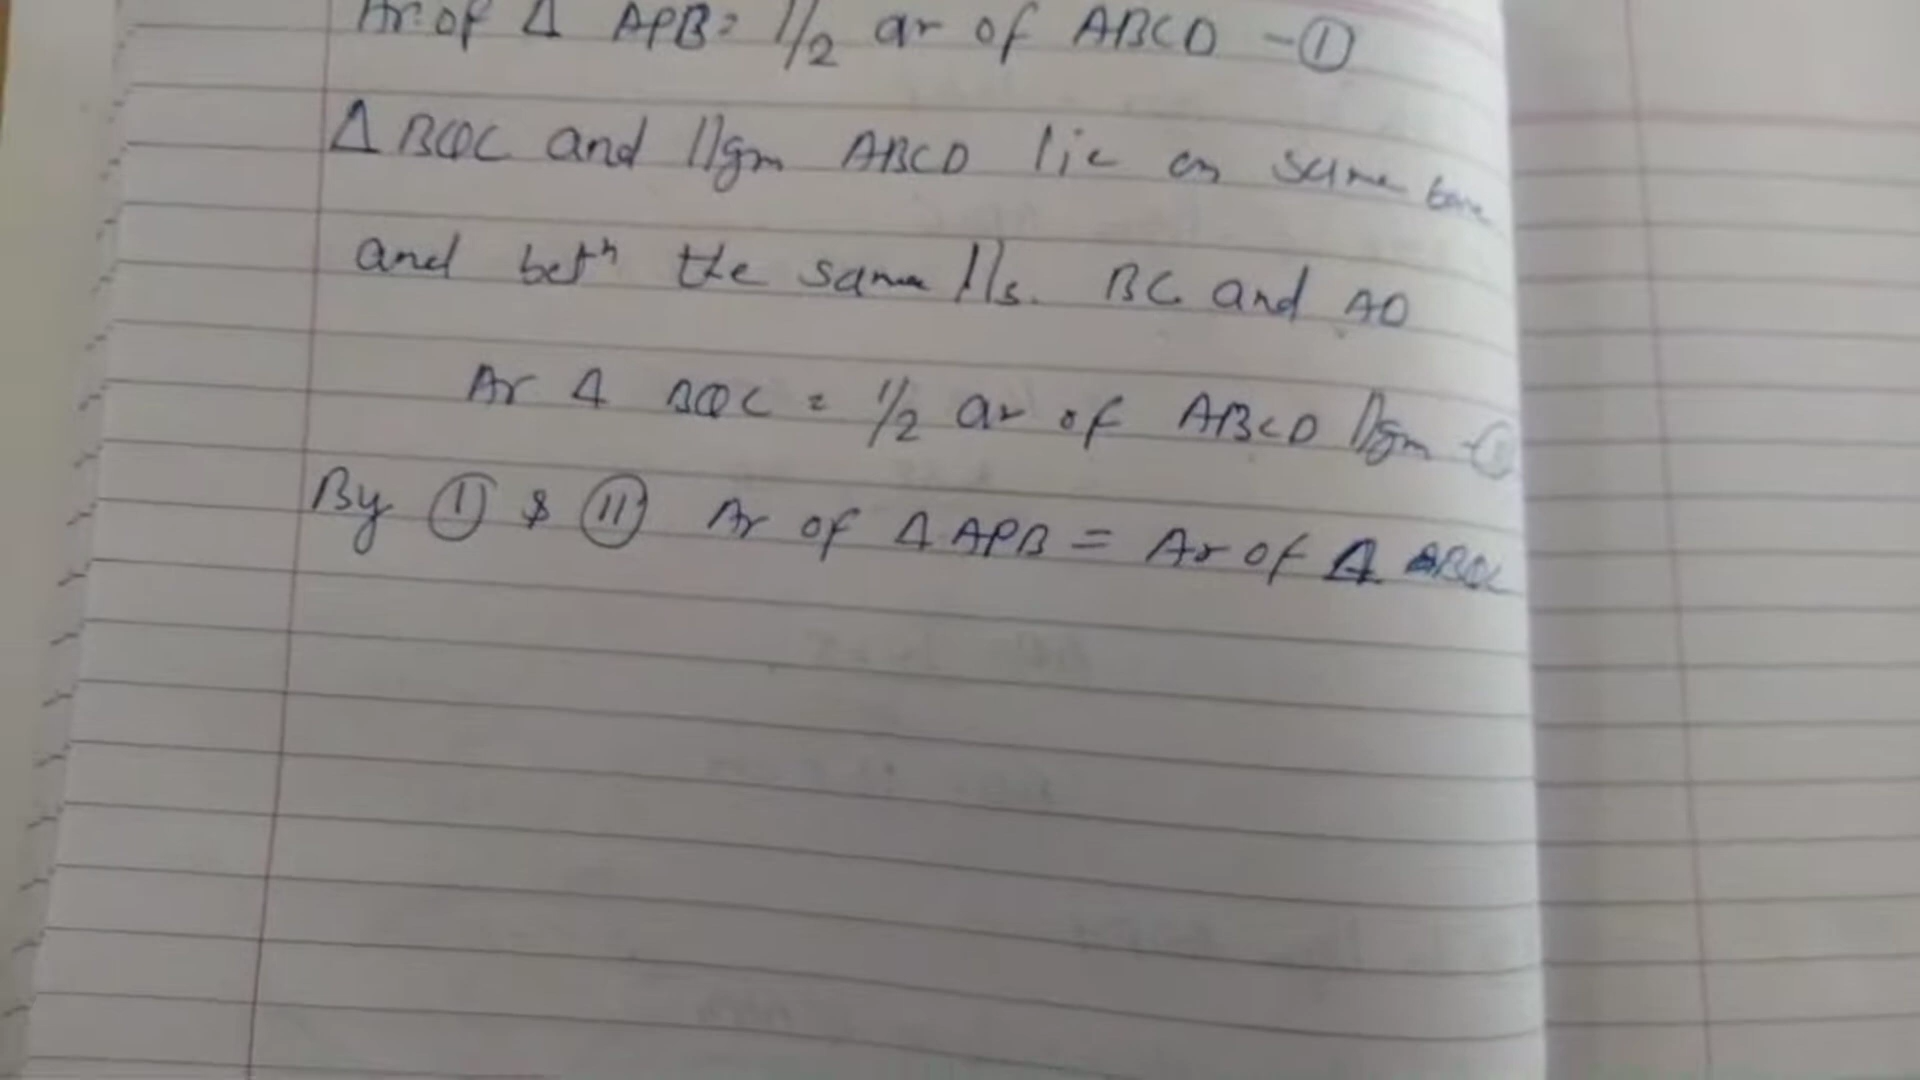 Ar. of Δ APB = 1/2 ar of ABCD - ①
Δ BQC and ||gm ABCD lie on same base
and betⁿ the same ||s. BC and AD
Ar Δ BQC = 1/2 ar of ABCD ||gm -
By Ⓘ & Ⓘⓘ Ar of Δ APB = Ar of Δ BQC